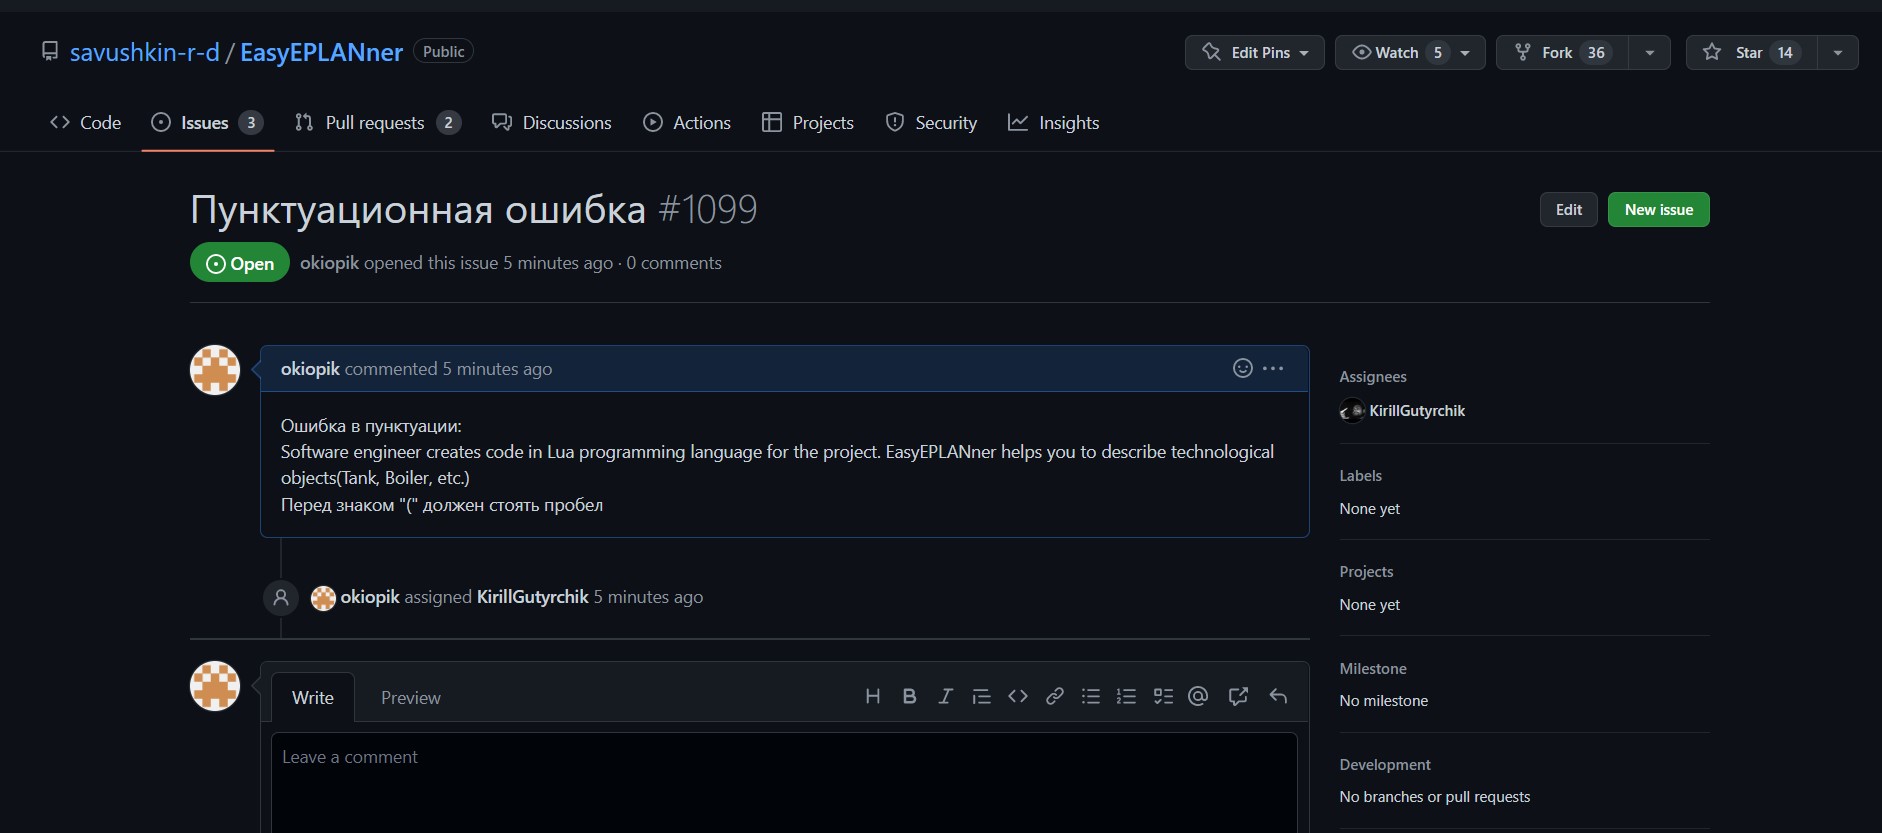 savushkin-r-d / EasyEPLANner Public
Edit Pins
Watch 5
Fork 36
Star 14
Code
Issues 3
Pull requests 2
Discussions
Actions
Projects
Security
Insights
Пунктуационная ошибка #1099
Edit
New issue
Open
okiopik opened this issue 5 minutes ago · 0 comments
okiopik commented 5 minutes ago
Ошибка в пунктуации:
Software engineer creates code in Lua programming language for the project. EasyEPLANner helps you to describe technological
objects(Tank, Boiler, etc.)
Перед знаком "(" должен стоять пробел
okiopik assigned KirillGutyrchik 5 minutes ago
Write
Preview
Leave a comment
Assignees
KirillGutyrchik
Labels
None yet
Projects
None yet
Milestone
No milestone
Development
No branches or pull requests